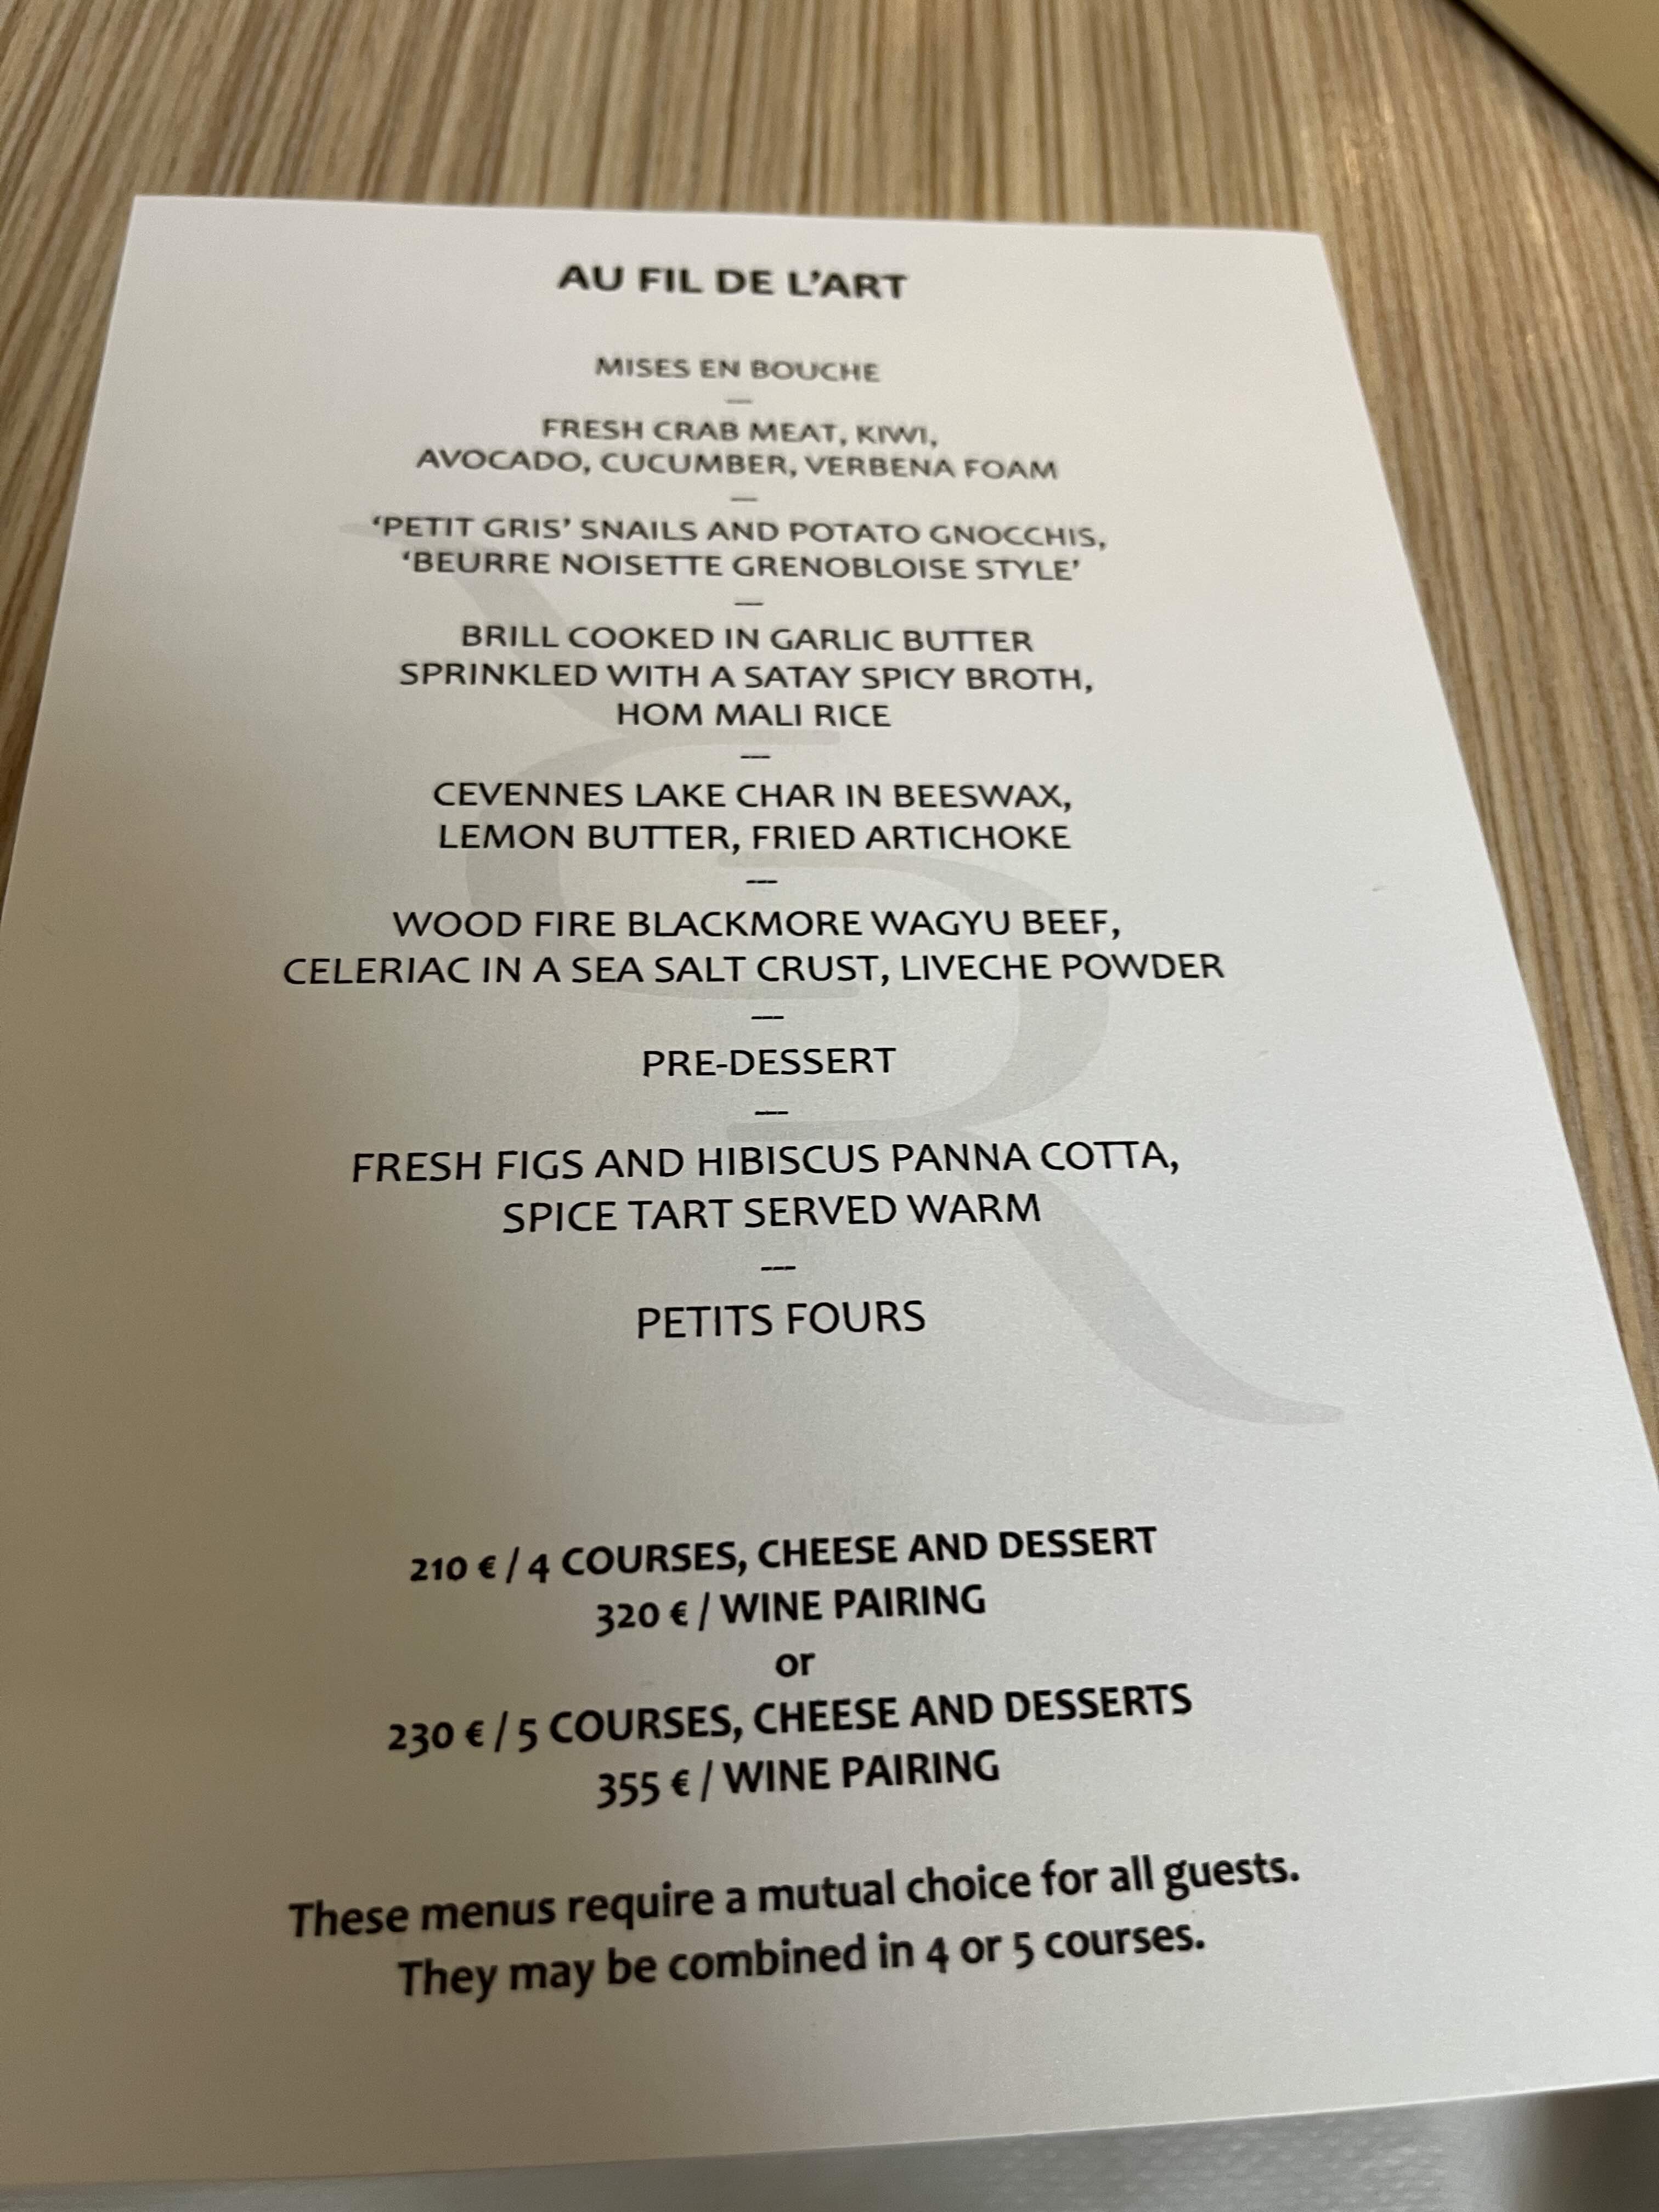 AU FIL DE L'ART
MISES EN BOUCHE
—
FRESH CRAB MEAT, KIWI,
AVOCADO, CUCUMBER, VERBENA FOAM
—
‘PETIT GRIS’ SNAILS AND POTATO GNOCCHIS,
‘BEURRE NOISETTE GRENOBLOISE STYLE’
—
BRILL COOKED IN GARLIC BUTTER
SPRINKLED WITH A SATAY SPICY BROTH,
HOM MALI RICE
---
CEVENNES LAKE CHAR IN BEESWAX,
LEMON BUTTER, FRIED ARTICHOKE
---
WOOD FIRE BLACKMORE WAGYU BEEF,
CELERIAC IN A SEA SALT CRUST, LIVECHE POWDER
---
PRE-DESSERT
---
FRESH FIGS AND HIBISCUS PANNA COTTA,
SPICE TART SERVED WARM
---
PETITS FOURS
210 € / 4 COURSES, CHEESE AND DESSERT
320 € / WINE PAIRING
or
230 € / 5 COURSES, CHEESE AND DESSERTS
355 € / WINE PAIRING
These menus require a mutual choice for all guests.
They may be combined in 4 or 5 courses.